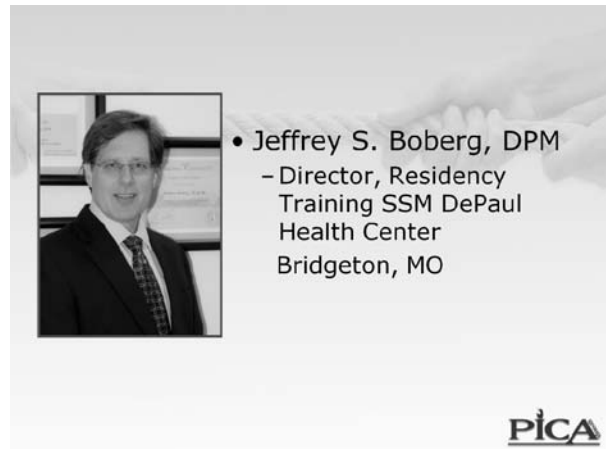 • Jeffrey S. Boberg, DPM
– Director, Residency
Training SSM DePaul
Health Center
Bridgeton, MO
PICA